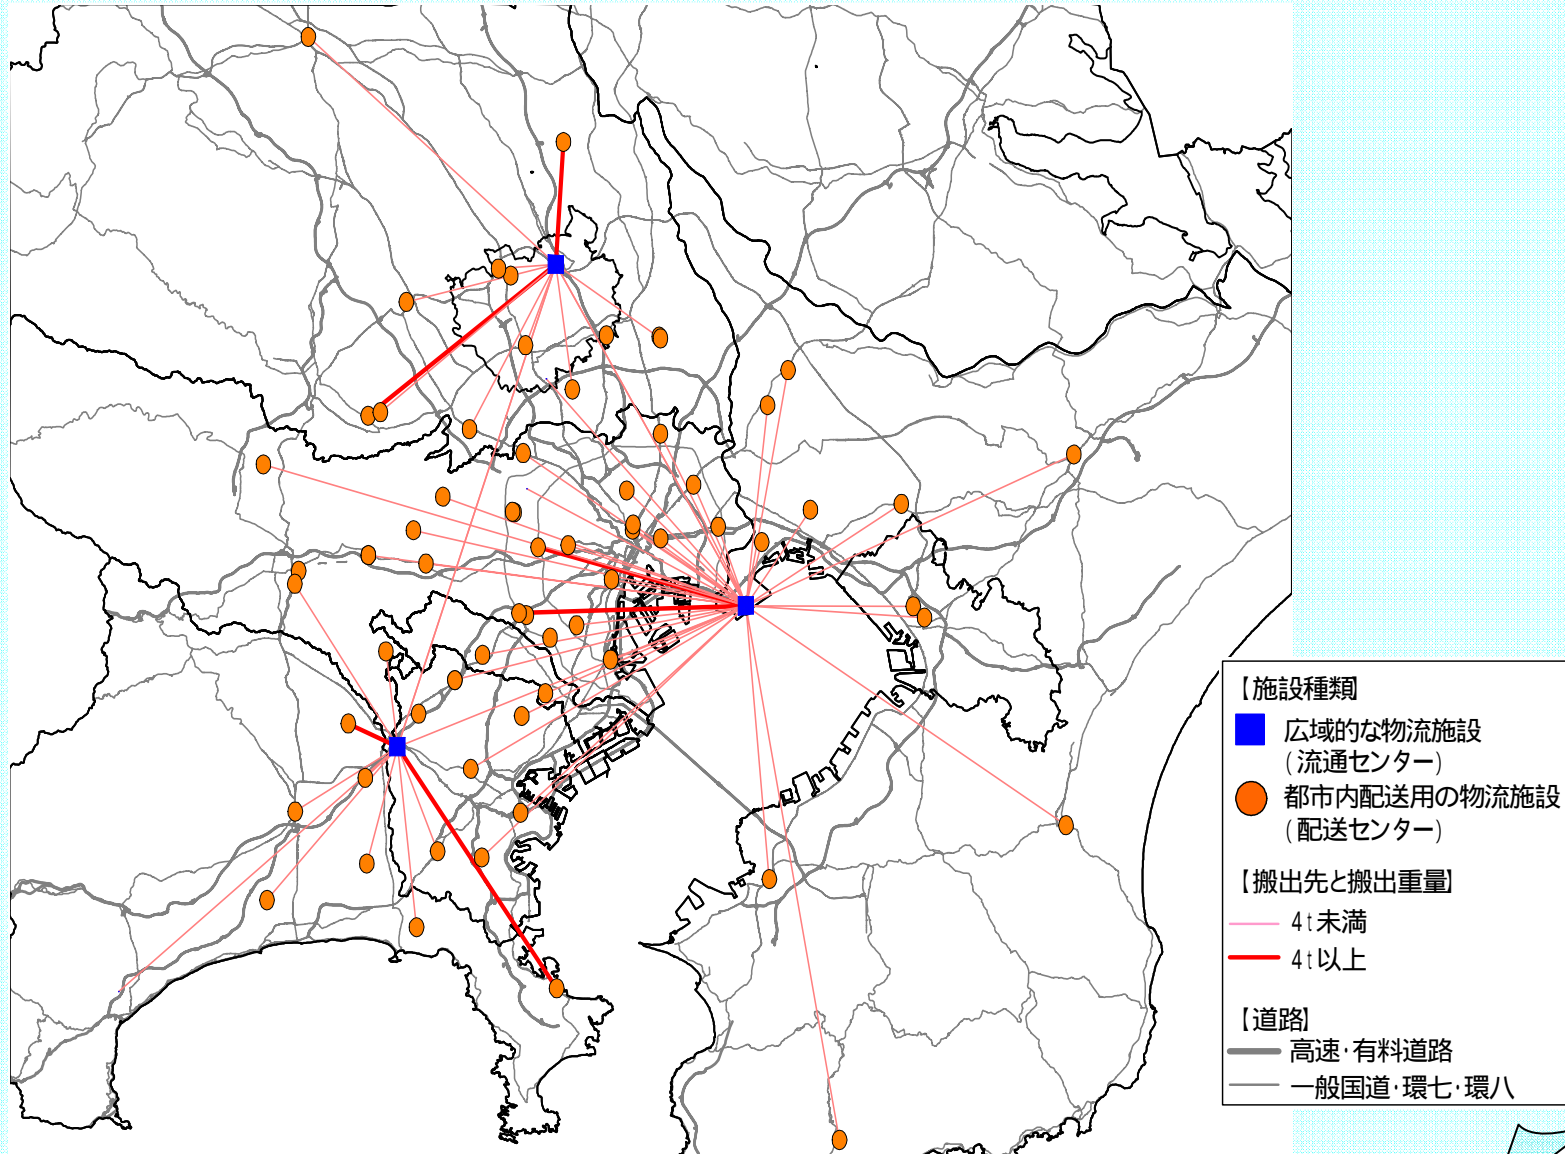 【施設種類】
広域的な物流施設
(流通センター)
都市内配送用の物流施設
(配送センター)
【搬出先と搬出重量】
4t未満
4t以上
【道路】
高速・有料道路
一般国道・環七・環八